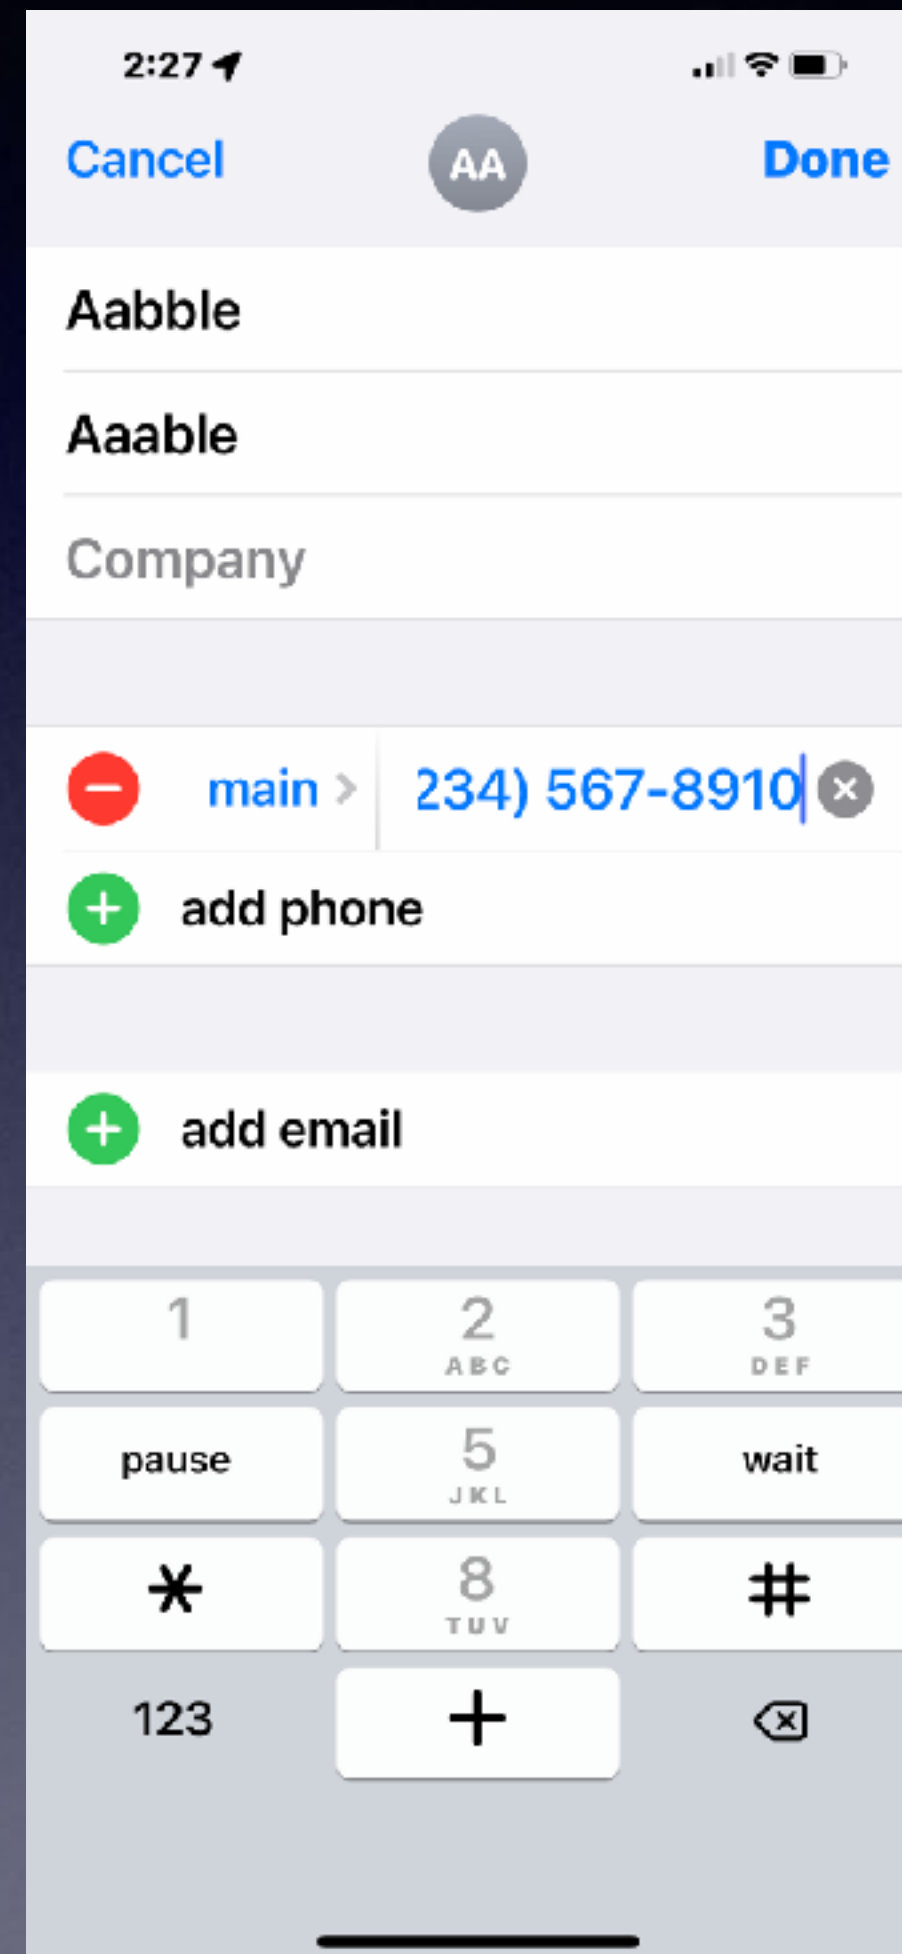 2:27
Cancel AA Done
Aabble
Aaable
Company
main 234) 567-8910
add phone
add email
1 2 3
ABC DEF
pause 5 wait
JKL
* 8 #
TUV
123 +